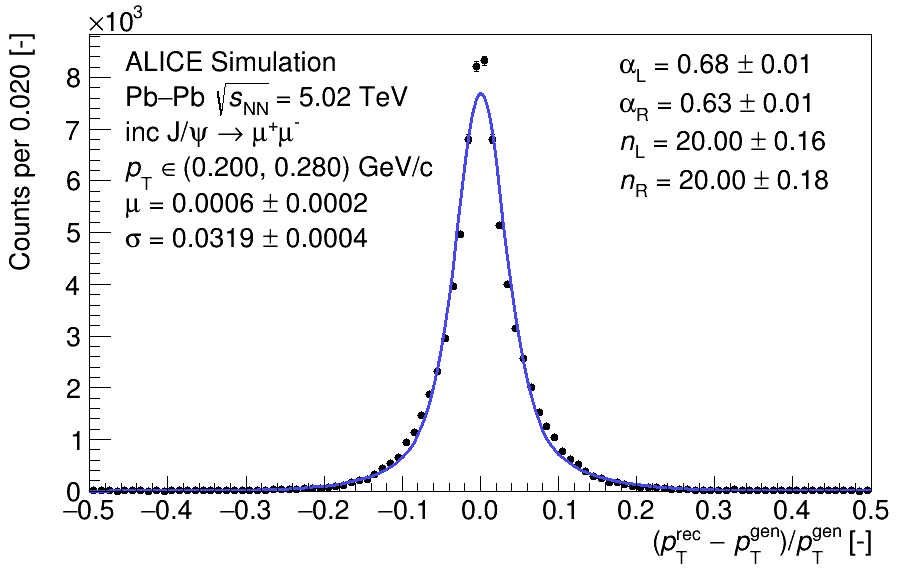 ×10³
Counts per 0.020 [-]
ALICE Simulation
Pb–Pb √s_NN = 5.02 TeV
inc J/ψ → μ⁺μ⁻
p_T ∈ (0.200, 0.280) GeV/c
μ = 0.0006 ± 0.0002
σ = 0.0319 ± 0.0004
α_L = 0.68 ± 0.01
α_R = 0.63 ± 0.01
n_L = 20.00 ± 0.16
n_R = 20.00 ± 0.18
8
7
6
5
4
3
2
1
0
−0.5 −0.4 −0.3 −0.2 −0.1 0.0 0.1 0.2 0.3 0.4 0.5
(p_T^rec − p_T^gen)/p_T^gen [-]